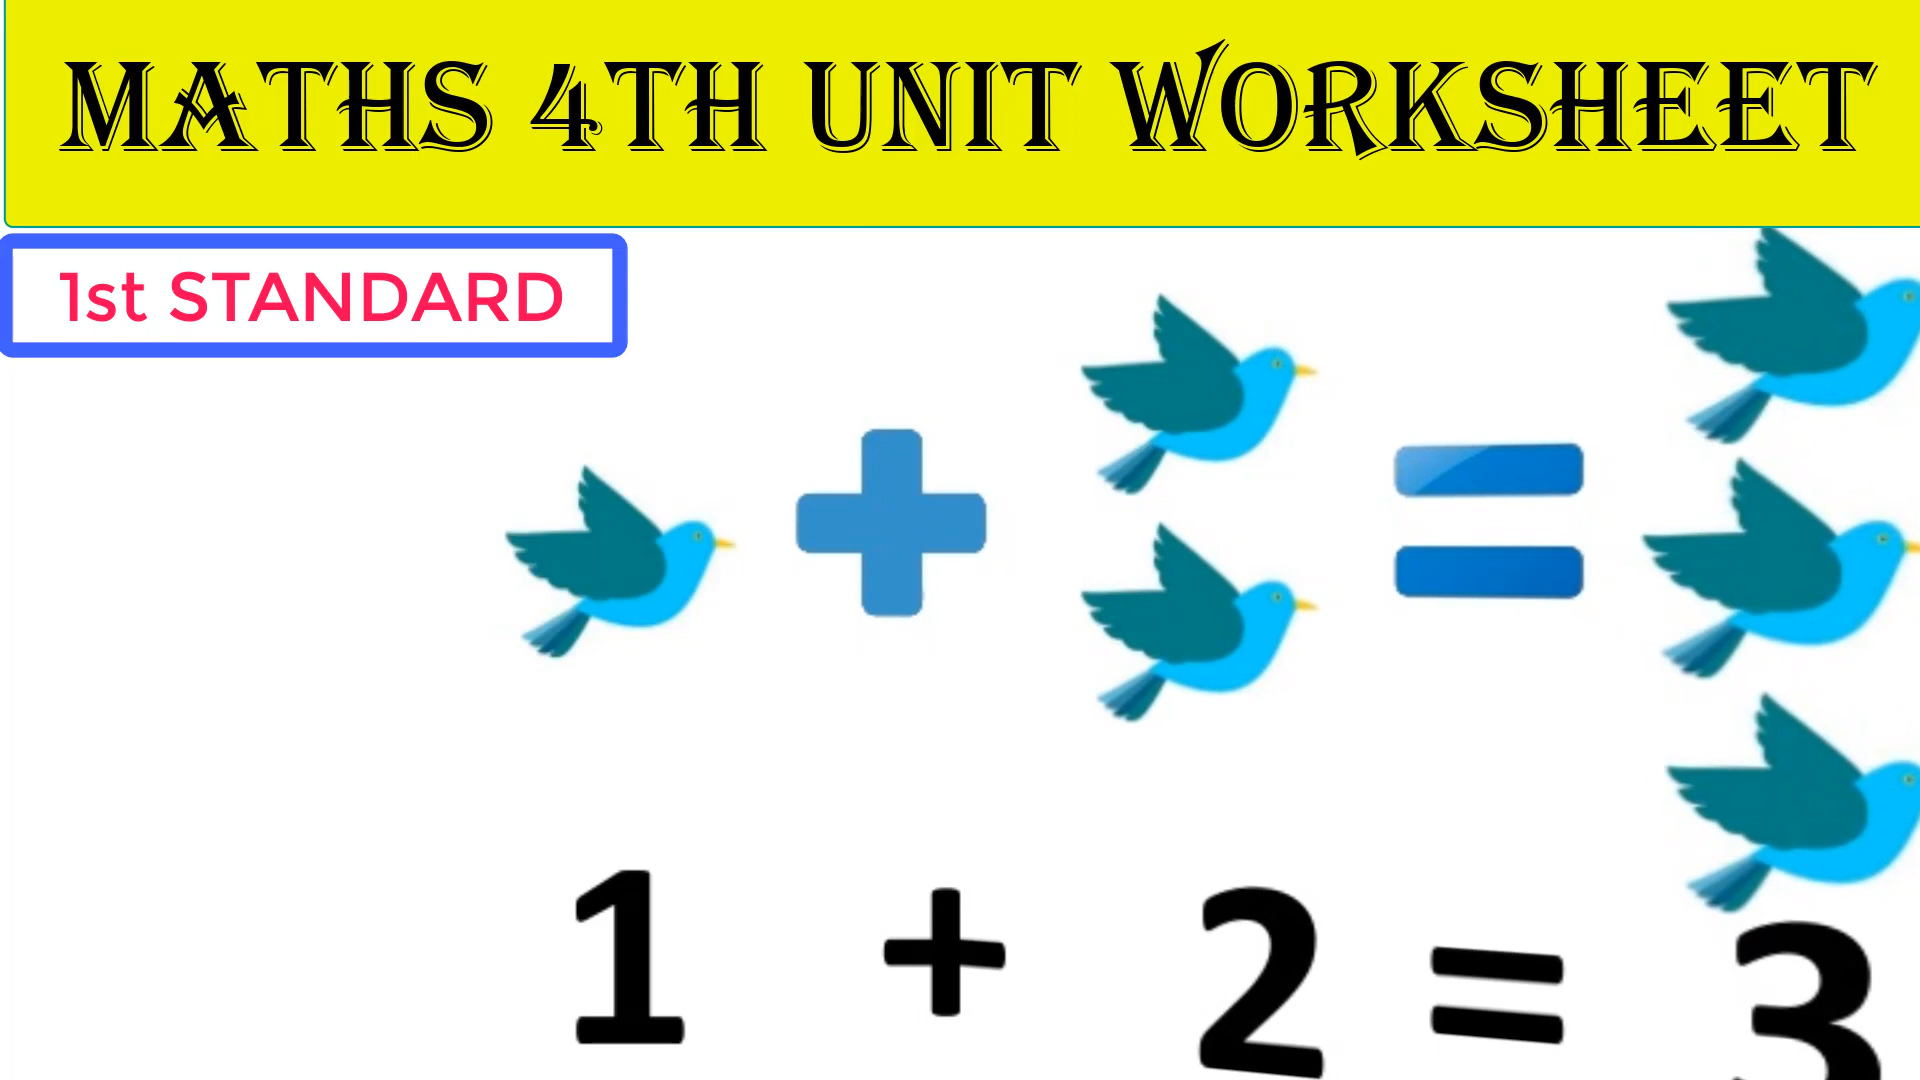 MATHS 4TH UNIT WORKSHEET
1st STANDARD
1 + 2 = 3